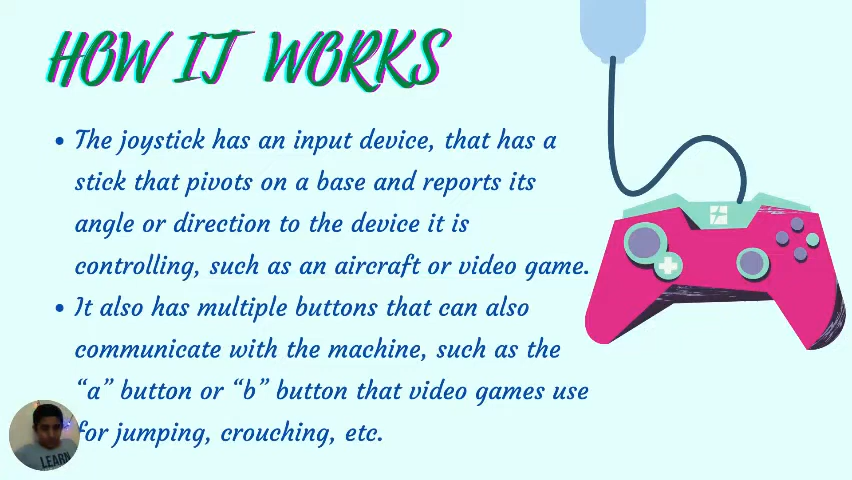 HOW IT WORKS
• The joystick has an input device, that has a
stick that pivots on a base and reports its
angle or direction to the device it is
controlling, such as an aircraft or video game.
• It also has multiple buttons that can also
communicate with the machine, such as the
“a” button or “b” button that video games use
for jumping, crouching, etc.
LEARN